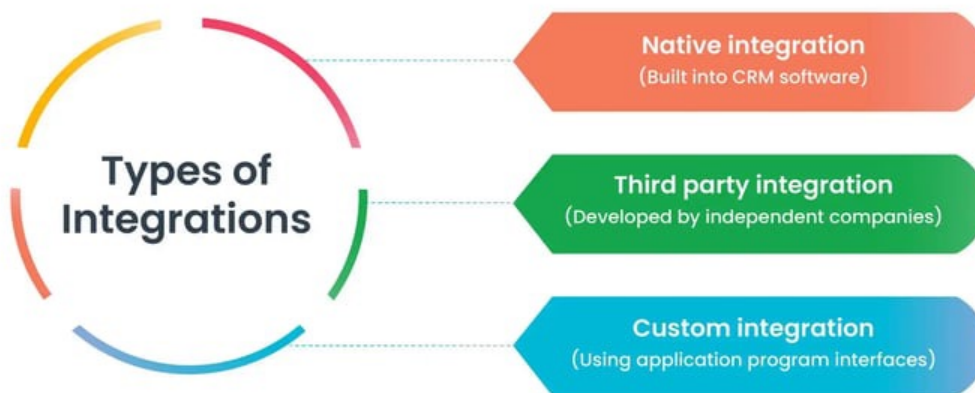 Types of
Integrations
Native integration
(Built into CRM software)
Third party integration
(Developed by independent companies)
Custom integration
(Using application program interfaces)